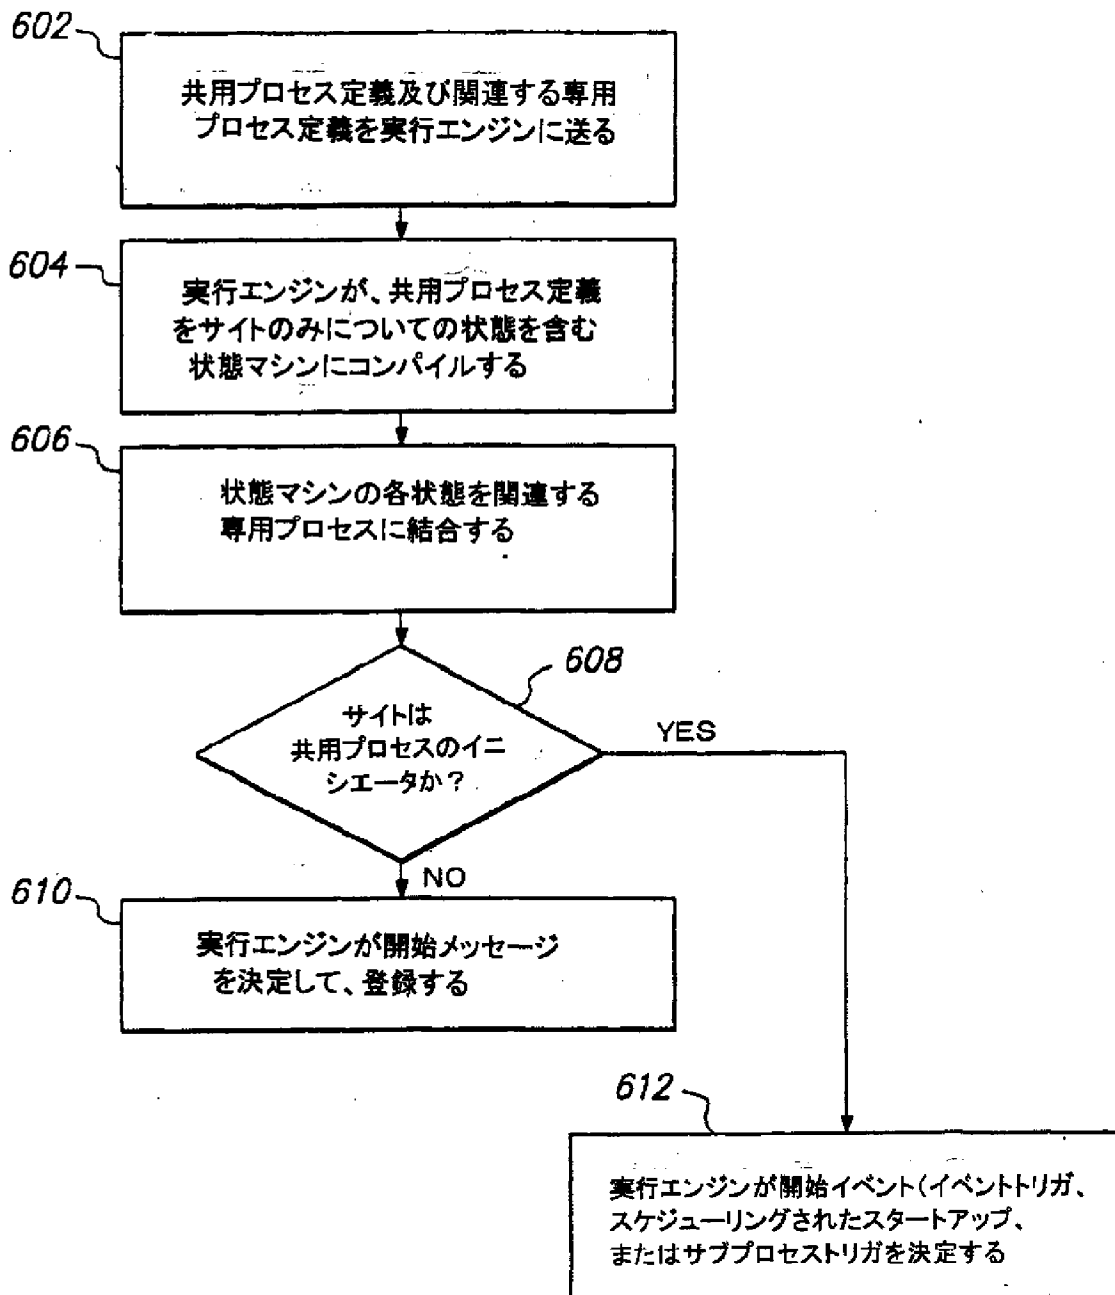 602
共用プロセス定義及び関連する専用
プロセス定義を実行エンジンに送る
604
実行エンジンが、共用プロセス定義
をサイトのみについての状態を含む
状態マシンにコンパイルする
606
状態マシンの各状態を関連する
専用プロセスに結合する
608
サイトは
共用プロセスのイニ
シエータか?
YES
NO
610
実行エンジンが開始メッセージ
を決定して、登録する
612
実行エンジンが開始イベント(イベントトリガ、
スケジューリングされたスタートアップ、
またはサブプロセストリガを決定する